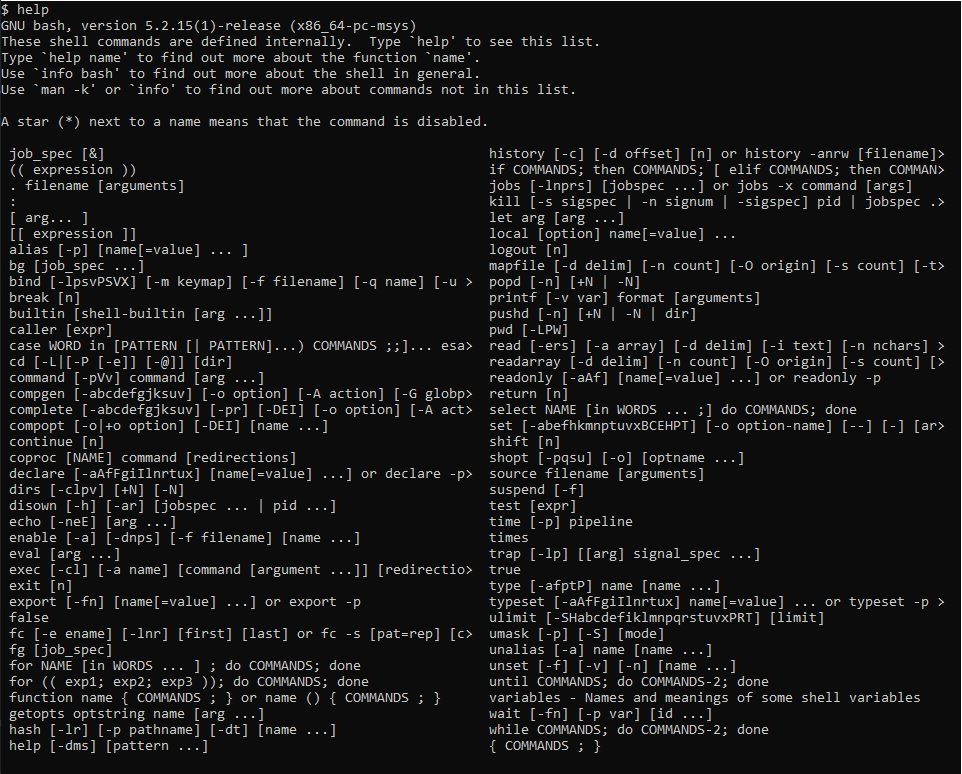 $ help
GNU bash, version 5.2.15(1)-release (x86_64-pc-msys)
These shell commands are defined internally.  Type `help' to see this list.
Type `help name' to find out more about the function `name'.
Use `info bash' to find out more about the shell in general.
Use `man -k' or `info' to find out more about commands not in this list.

A star (*) next to a name means that the command is disabled.

job_spec [&]
(( expression ))
. filename [arguments]
:
[ arg... ]
[[ expression ]]
alias [-p] [name[=value] ... ]
bg [job_spec ...]
bind [-lpsvPSVX] [-m keymap] [-f filename] [-q name] [-u >
break [n]
builtin [shell-builtin [arg ...]]
caller [expr]
case WORD in [PATTERN [| PATTERN]...) COMMANDS ;;]... esa>
cd [-L|[-P [-e]] [-@]] [dir]
command [-pVv] command [arg ...]
compgen [-abcdefgjksuv] [-o option] [-A action] [-G globp>
complete [-abcdefgjksuv] [-pr] [-DEI] [-o option] [-A act>
compopt [-o|+o option] [-DEI] [name ...]
continue [n]
coproc [NAME] command [redirections]
declare [-aAfFgiIlnrtux] [name[=value] ...] or declare -p>
dirs [-clpv] [+N] [-N]
disown [-h] [-ar] [jobspec ... | pid ...]
echo [-neE] [arg ...]
enable [-a] [-dnps] [-f filename] [name ...]
eval [arg ...]
exec [-cl] [-a name] [command [argument ...]] [redirectio>
exit [n]
export [-fn] [name[=value] ...] or export -p
false
fc [-e ename] [-lnr] [first] [last] or fc -s [pat=rep] [c>
fg [job_spec]
for NAME [in WORDS ... ] ; do COMMANDS; done
for (( exp1; exp2; exp3 )); do COMMANDS; done
function name { COMMANDS ; } or name () { COMMANDS ; }
getopts optstring name [arg ...]
hash [-lr] [-p pathname] [-dt] [name ...]
help [-dms] [pattern ...]
history [-c] [-d offset] [n] or history -anrw [filename]>
if COMMANDS; then COMMANDS; [ elif COMMANDS; then COMMAN>
jobs [-lnprs] [jobspec ...] or jobs -x command [args]
kill [-s sigspec | -n signum | -sigspec] pid | jobspec .>
let arg [arg ...]
local [option] name[=value] ...
logout [n]
mapfile [-d delim] [-n count] [-O origin] [-s count] [-t>
popd [-n] [+N | -N]
printf [-v var] format [arguments]
pushd [-n] [+N | -N | dir]
pwd [-LPW]
read [-ers] [-a array] [-d delim] [-i text] [-n nchars] >
readarray [-d delim] [-n count] [-O origin] [-s count] [>
readonly [-aAf] [name[=value] ...] or readonly -p
return [n]
select NAME [in WORDS ... ;] do COMMANDS; done
set [-abefhkmnptuvxBCEHPT] [-o option-name] [--] [-] [ar>
shift [n]
shopt [-pqsu] [-o] [optname ...]
source filename [arguments]
suspend [-f]
test [expr]
time [-p] pipeline
times
trap [-lp] [[arg] signal_spec ...]
true
type [-afptP] name [name ...]
typeset [-aAfFgiIlnrtux] name[=value] ... or typeset -p >
ulimit [-SHabcdefiklmnpqrstuvxPRT] [limit]
umask [-p] [-S] [mode]
unalias [-a] name [name ...]
unset [-f] [-v] [-n] [name ...]
until COMMANDS; do COMMANDS-2; done
variables - Names and meanings of some shell variables
wait [-fn] [-p var] [id ...]
while COMMANDS; do COMMANDS-2; done
{ COMMANDS ; }